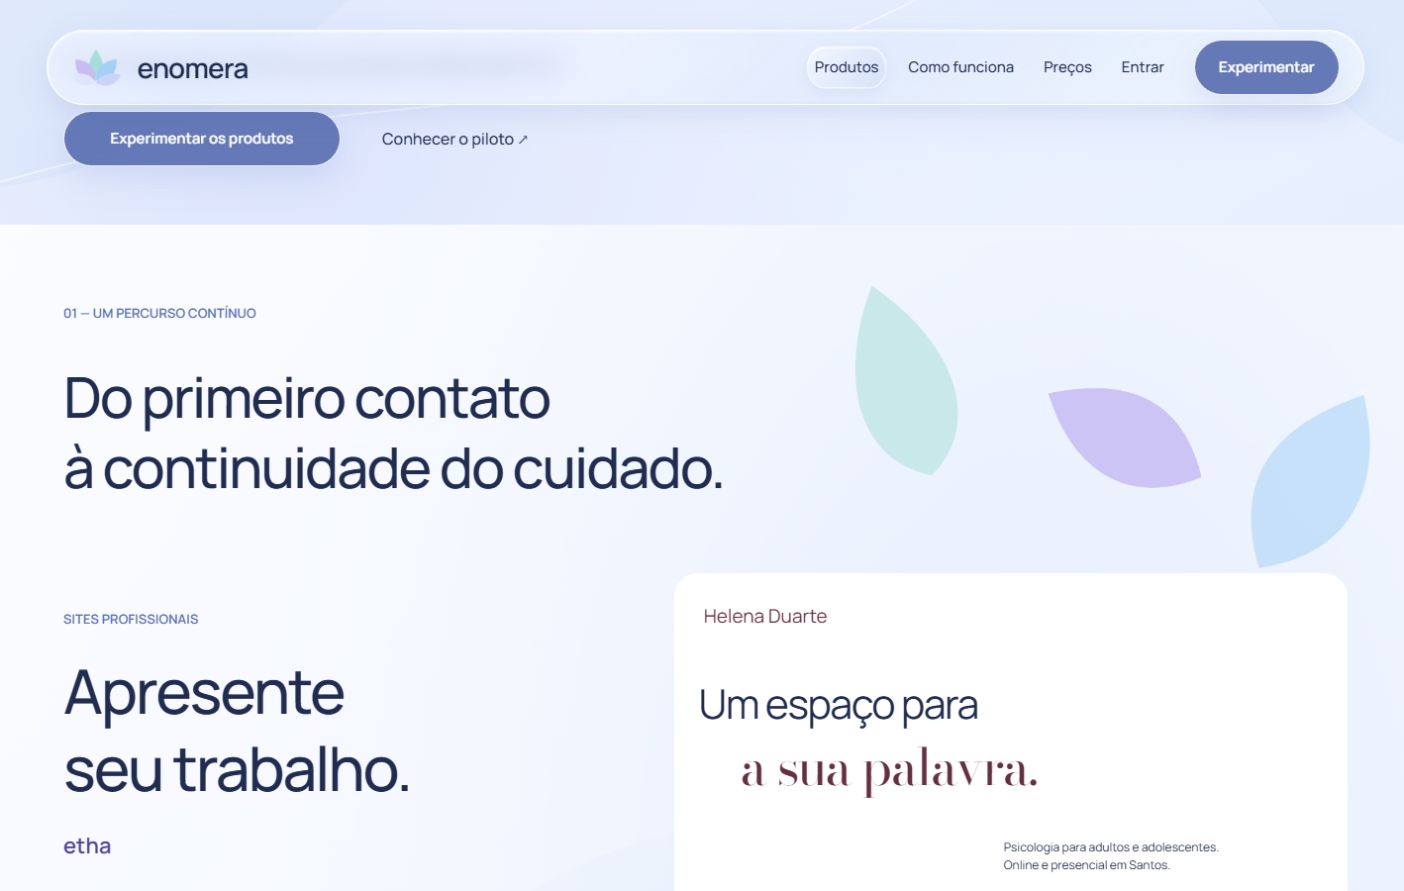 enomera
Produtos
Como funciona
Preços
Entrar
Experimentar
Experimentar os produtos
Conhecer o piloto ↗
01 — UM PERCURSO CONTÍNUO
Do primeiro contato
à continuidade do cuidado.
SITES PROFISSIONAIS
Apresente
seu trabalho.
etha
Helena Duarte
Um espaço para
a sua palavra.
Psicologia para adultos e adolescentes.
Online e presencial em Santos.